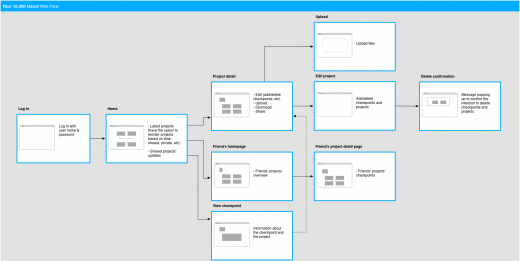 Your 10,000 Hours Web Flow
Upload
Upload files
Project detail
- Edit (add/delete
checkpoints, etc)
- Upload
- Download
- Share
Edit project
Add/delete
checkpoints and
projects
Delete confirmation
Message popping
up to confirm the
intention to delete
checkpoints
and projects
Log In
Log In with
user name &
password
Home
- Latest projects
(have the option to
reorder projects
based on time,
shared, private, etc)
- Shared projects'
updates
Friend's homepage
- Friends' projects
overview
Friend's project detail page
- Friends' projects'
checkpoints
View checkpoint
Information about
the checkpoint and
the project